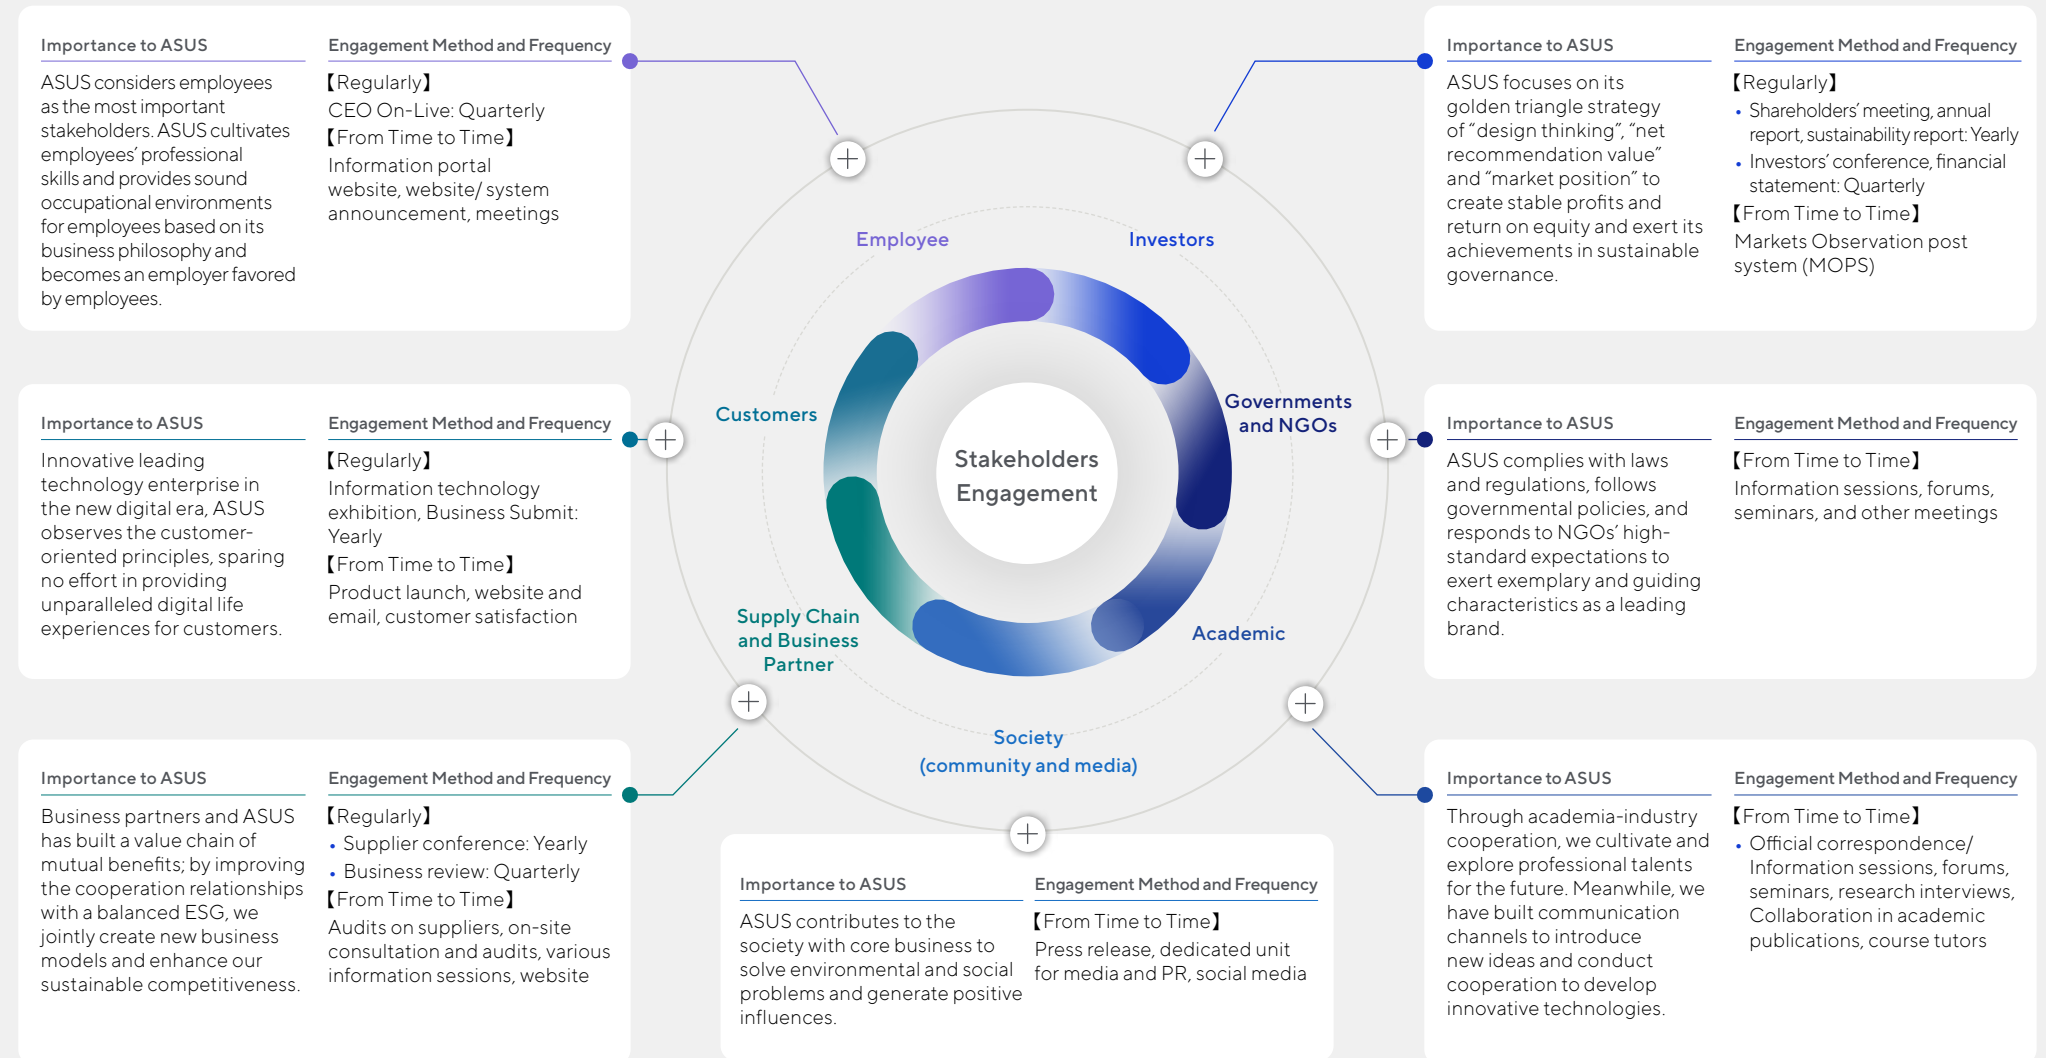 Importance to ASUS
ASUS considers employees
as the most important
stakeholders. ASUS cultivates
employees’ professional
skills and provides sound
occupational environments
for employees based on its
business philosophy and
becomes an employer favored
by employees.
Engagement Method and Frequency
【Regularly】
CEO On-Live: Quarterly
【From Time to Time】
Information portal
website, website/ system
announcement, meetings
Importance to ASUS
ASUS focuses on its
golden triangle strategy
of “design thinking”, “net
recommendation value”
and “market position” to
create stable profits and
return on equity and exert its
achievements in sustainable
governance.
Engagement Method and Frequency
【Regularly】
• Shareholders’ meeting, annual
report, sustainability report: Yearly
• Investors’ conference, financial
statement: Quarterly
【From Time to Time】
Markets Observation post
system (MOPS)
Employee
Investors
Customers
Governments
and NGOs
Stakeholders
Engagement
Supply Chain
and Business
Partner
Academic
Society
(community and media)
Importance to ASUS
Innovative leading
technology enterprise in
the new digital era, ASUS
observes the customer-
oriented principles, sparing
no effort in providing
unparalleled digital life
experiences for customers.
Engagement Method and Frequency
【Regularly】
Information technology
exhibition, Business Submit:
Yearly
【From Time to Time】
Product launch, website and
email, customer satisfaction
Importance to ASUS
ASUS complies with laws
and regulations, follows
governmental policies, and
responds to NGOs’ high-
standard expectations to
exert exemplary and guiding
characteristics as a leading
brand.
Engagement Method and Frequency
【From Time to Time】
Information sessions, forums,
seminars, and other meetings
Importance to ASUS
Business partners and ASUS
has built a value chain of
mutual benefits; by improving
the cooperation relationships
with a balanced ESG, we
jointly create new business
models and enhance our
sustainable competitiveness.
Engagement Method and Frequency
【Regularly】
• Supplier conference: Yearly
• Business review: Quarterly
【From Time to Time】
Audits on suppliers, on-site
consultation and audits, various
information sessions, website
Importance to ASUS
ASUS contributes to the
society with core business to
solve environmental and social
problems and generate positive
influences.
Engagement Method and Frequency
【From Time to Time】
Press release, dedicated unit
for media and PR, social media
Importance to ASUS
Through academia-industry
cooperation, we cultivate and
explore professional talents
for the future. Meanwhile, we
have built communication
channels to introduce
new ideas and conduct
cooperation to develop
innovative technologies.
Engagement Method and Frequency
【From Time to Time】
• Official correspondence/
Information sessions, forums,
seminars, research interviews,
Collaboration in academic
publications, course tutors